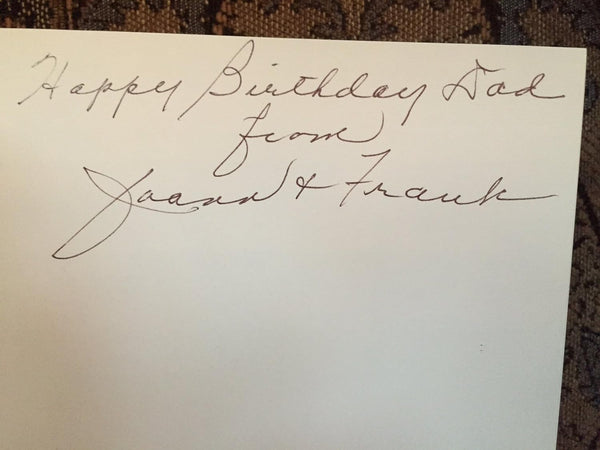 Happy Birthday Dad
from
Joann & Frank